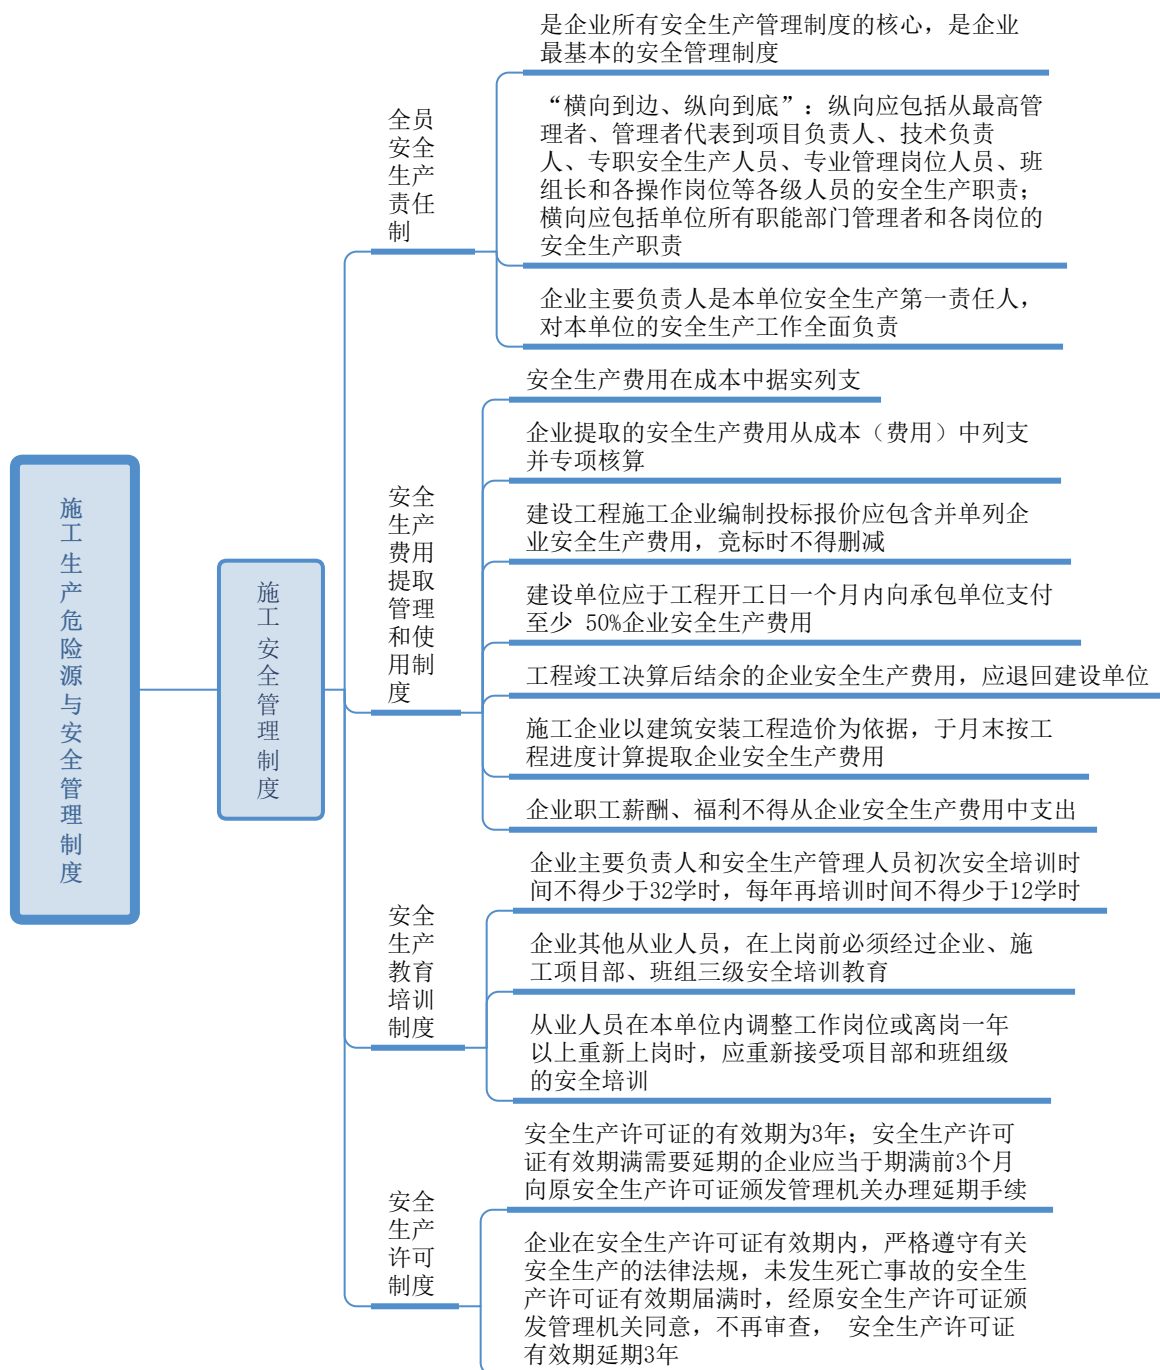 施工生产危险源与安全管理制度
施工安全管理制度
全员
安全
生产
责任
制
是企业所有安全生产管理制度的核心，是企业
最基本的安全管理制度
“横向到边、纵向到底”：纵向应包括从最高管
理者、管理者代表到项目负责人、技术负责
人、专职安全生产人员、专业管理岗位人员、班
组长和各操作岗位等各级人员的安全生产职责；
横向应包括单位所有职能部门管理者和各岗位的
安全生产职责
企业主要负责人是本单位安全生产第一责任人，
对本单位的安全生产工作全面负责
安全
生产
费用
提取
管理
和使
用制
度
安全生产费用在成本中据实列支
企业提取的安全生产费用从成本（费用）中列支
并专项核算
建设工程施工企业编制投标报价应包含并单列企
业安全生产费用，竞标时不得删减
建设单位应于工程开工日一个月内向承包单位支付
至少 50%企业安全生产费用
工程竣工决算后结余的企业安全生产费用，应退回建设单位
施工企业以建筑安装工程造价为依据，于月末按工
程进度计算提取企业安全生产费用
企业职工薪酬、福利不得从企业安全生产费用中支出
安全
生产
教育
培训
制度
企业主要负责人和安全生产管理人员初次安全培训时
间不得少于32学时，每年再培训时间不得少于12学时
企业其他从业人员，在上岗前必须经过企业、施
工项目部、班组三级安全培训教育
从业人员在本单位内调整工作岗位或离岗一年
以上重新上岗时，应重新接受项目部和班组级
的安全培训
安全
生产
许可
制度
安全生产许可证的有效期为3年；安全生产许可
证有效期满需要延期的企业应当于期满前3个月
向原安全生产许可证颁发管理机关办理延期手续
企业在安全生产许可证有效期内，严格遵守有关
安全生产的法律法规，未发生死亡事故的安全生
产许可证有效期届满时，经原安全生产许可证颁
发管理机关同意，不再审查， 安全生产许可证
有效期延期3年